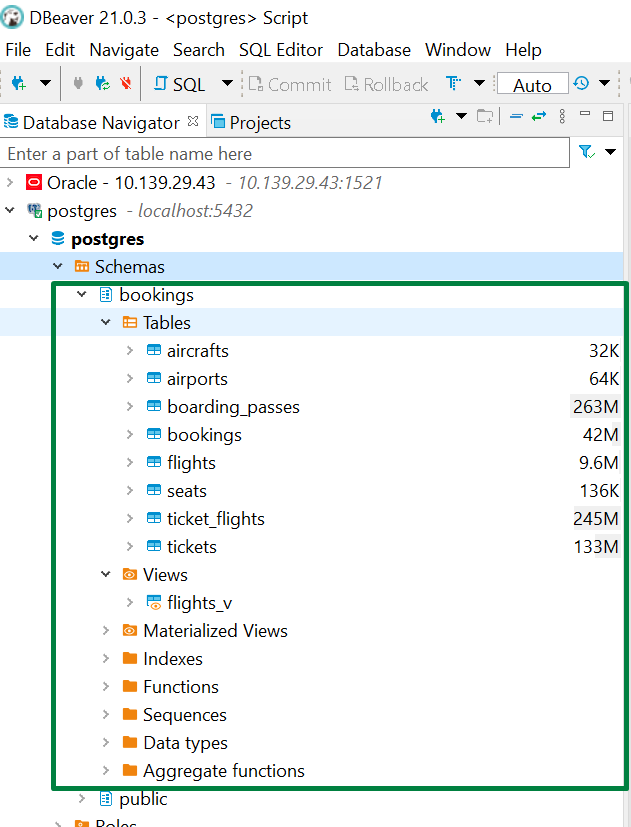 DBeaver 21.0.3 - <postgres> Script
File Edit Navigate Search SQL Editor Database Window Help
SQL Commit Rollback Auto
Database Navigator Projects
Enter a part of table name here
Oracle - 10.139.29.43 - 10.139.29.43:1521
postgres - localhost:5432
postgres
Schemas
bookings
Tables
aircrafts 32K
airports 64K
boarding_passes 263M
bookings 42M
flights 9.6M
seats 136K
ticket_flights 245M
tickets 133M
Views
flights_v
Materialized Views
Indexes
Functions
Sequences
Data types
Aggregate functions
public
Roles